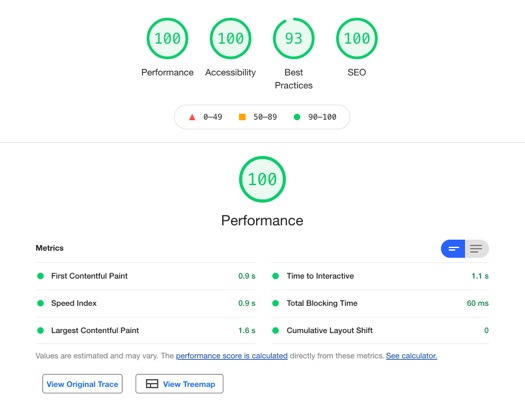 100 100 93 100
Performance Accessibility Best Practices SEO
0–49 50–89 90–100
100
Performance
Metrics
First Contentful Paint 0.9 s
Time to Interactive 1.1 s
Speed Index 0.9 s
Total Blocking Time 60 ms
Largest Contentful Paint 1.6 s
Cumulative Layout Shift 0
Values are estimated and may vary. The performance score is calculated directly from these metrics. See calculator.
View Original Trace View Treemap